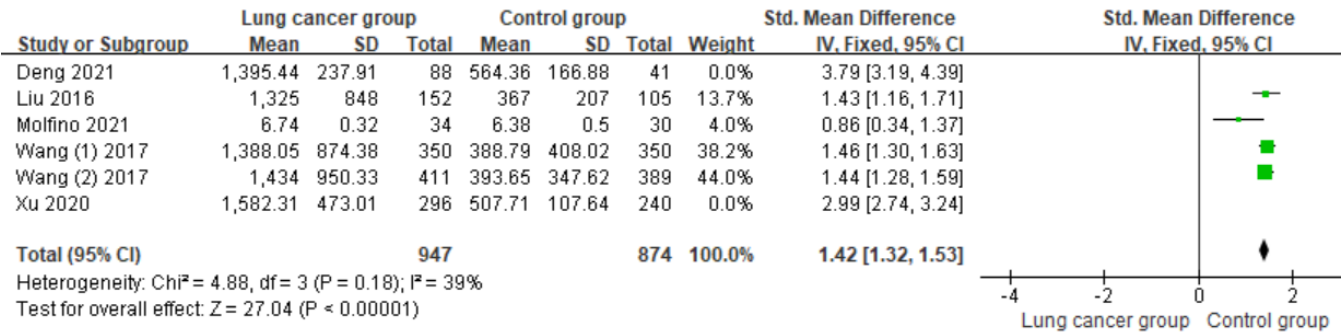 Lung cancer group Control group Std. Mean Difference Std. Mean Difference
Study or Subgroup Mean SD Total Mean SD Total Weight IV, Fixed, 95% CI IV, Fixed, 95% CI
Deng 2021 1,395.44 237.91 88 564.36 166.88 41 0.0% 3.79 [3.19, 4.39]
Liu 2016 1,325 848 152 367 207 105 13.7% 1.43 [1.16, 1.71]
Molfino 2021 6.74 0.32 34 6.38 0.5 30 4.0% 0.86 [0.34, 1.37]
Wang (1) 2017 1,388.05 874.38 350 388.79 408.02 350 38.2% 1.46 [1.30, 1.63]
Wang (2) 2017 1,434 950.33 411 393.65 347.62 389 44.0% 1.44 [1.28, 1.59]
Xu 2020 1,582.31 473.01 296 507.71 107.64 240 0.0% 2.99 [2.74, 3.24]
Total (95% CI) 947 874 100.0% 1.42 [1.32, 1.53]
Heterogeneity: Chi² = 4.88, df = 3 (P = 0.18); I² = 39%
Test for overall effect: Z = 27.04 (P < 0.00001)
-4 -2 0 2
Lung cancer group Control group